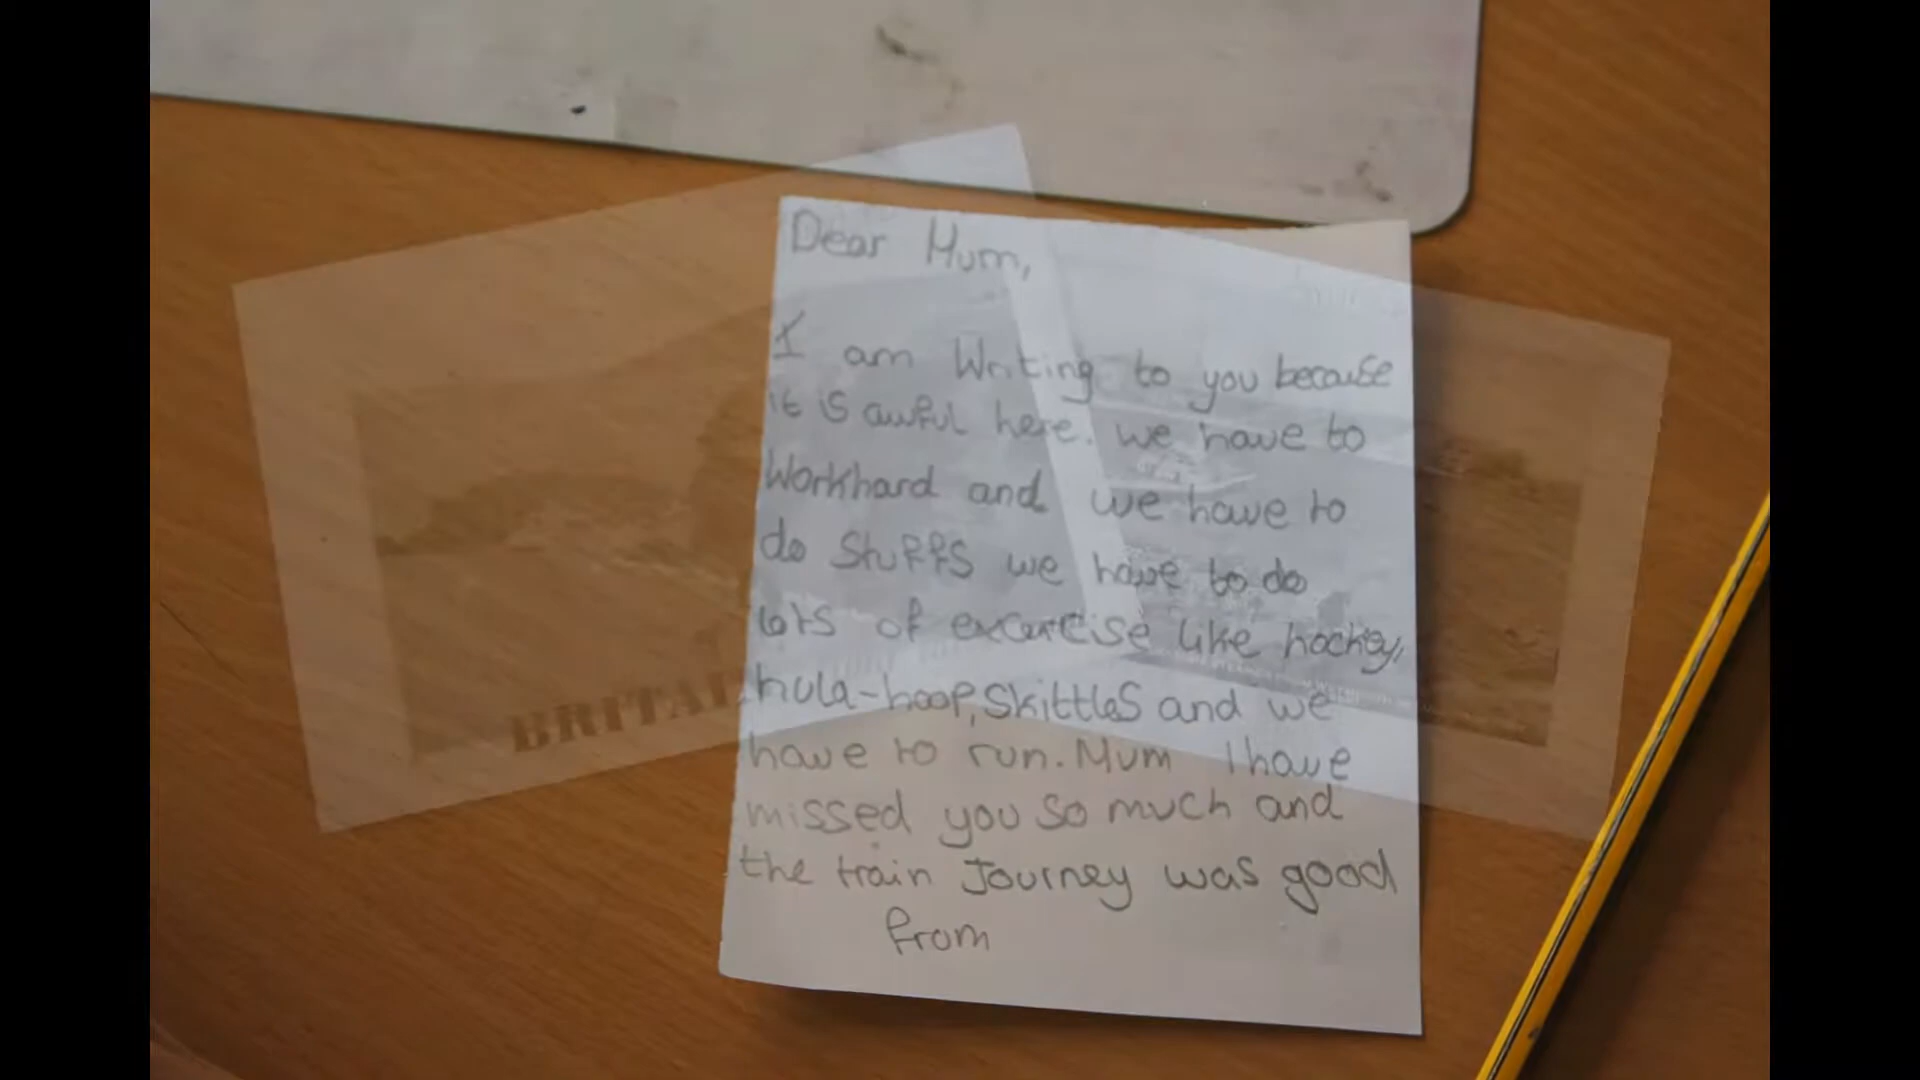 Dear Mum,
I am Writing to you because
it is awful here. we have to
Workhard and we have to
do Stuffs we have to do
lots of excercise like hockey,
hula-hoop, Skittles and we
have to run. Mum I have
missed you so much and
the train Journey was good
from
BRITAI